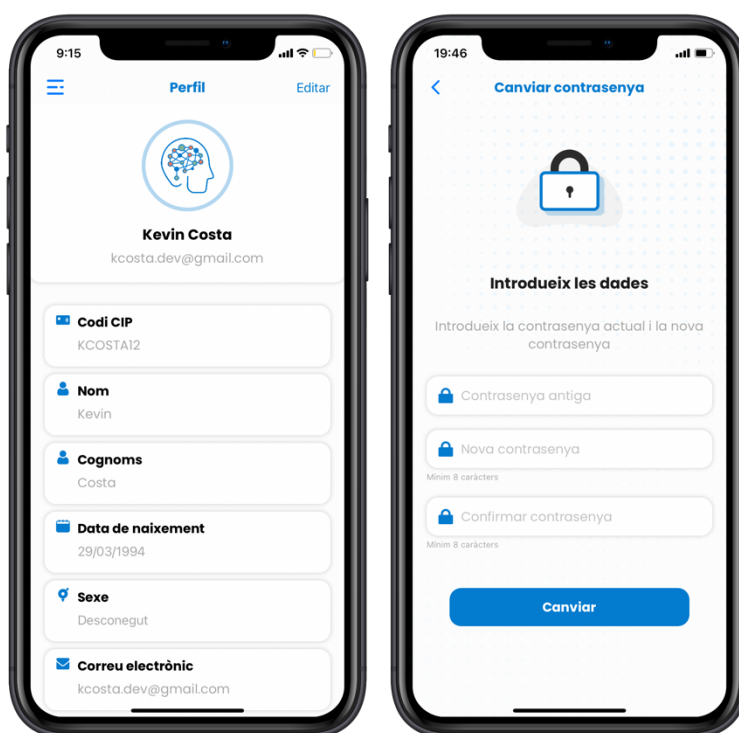 9:15
Perfil
Editar
Kevin Costa
kcosta.dev@gmail.com
Codi CIP
KCOSTA12
Nom
Kevin
Cognoms
Costa
Data de naixement
29/03/1994
Sexe
Desconegut
Correu electrònic
kcosta.dev@gmail.com
19:46
Canviar contrasenya
Introdueix les dades
Introdueix la contrasenya actual i la nova
contrasenya
Contrasenya antiga
Nova contrasenya
Mínim 8 caràcters
Confirmar contrasenya
Mínim 8 caràcters
Canviar